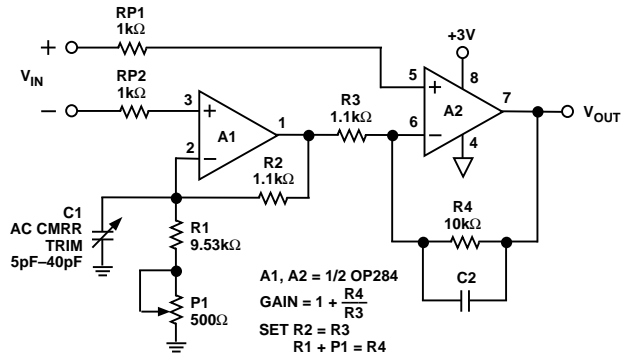 RP1
1kΩ
+
VIN
RP2
1kΩ
−
3
+
A1
2
−
1
R3
1.1kΩ
R2
1.1kΩ
+3V
5
+
8
A2
6
−
4
7
VOUT
C1
AC CMRR
TRIM
5pF–40pF
R1
9.53kΩ
P1
500Ω
R4
10kΩ
C2
A1, A2 = 1/2 OP284
GAIN = 1 + R4/R3
SET R2 = R3
R1 + P1 = R4